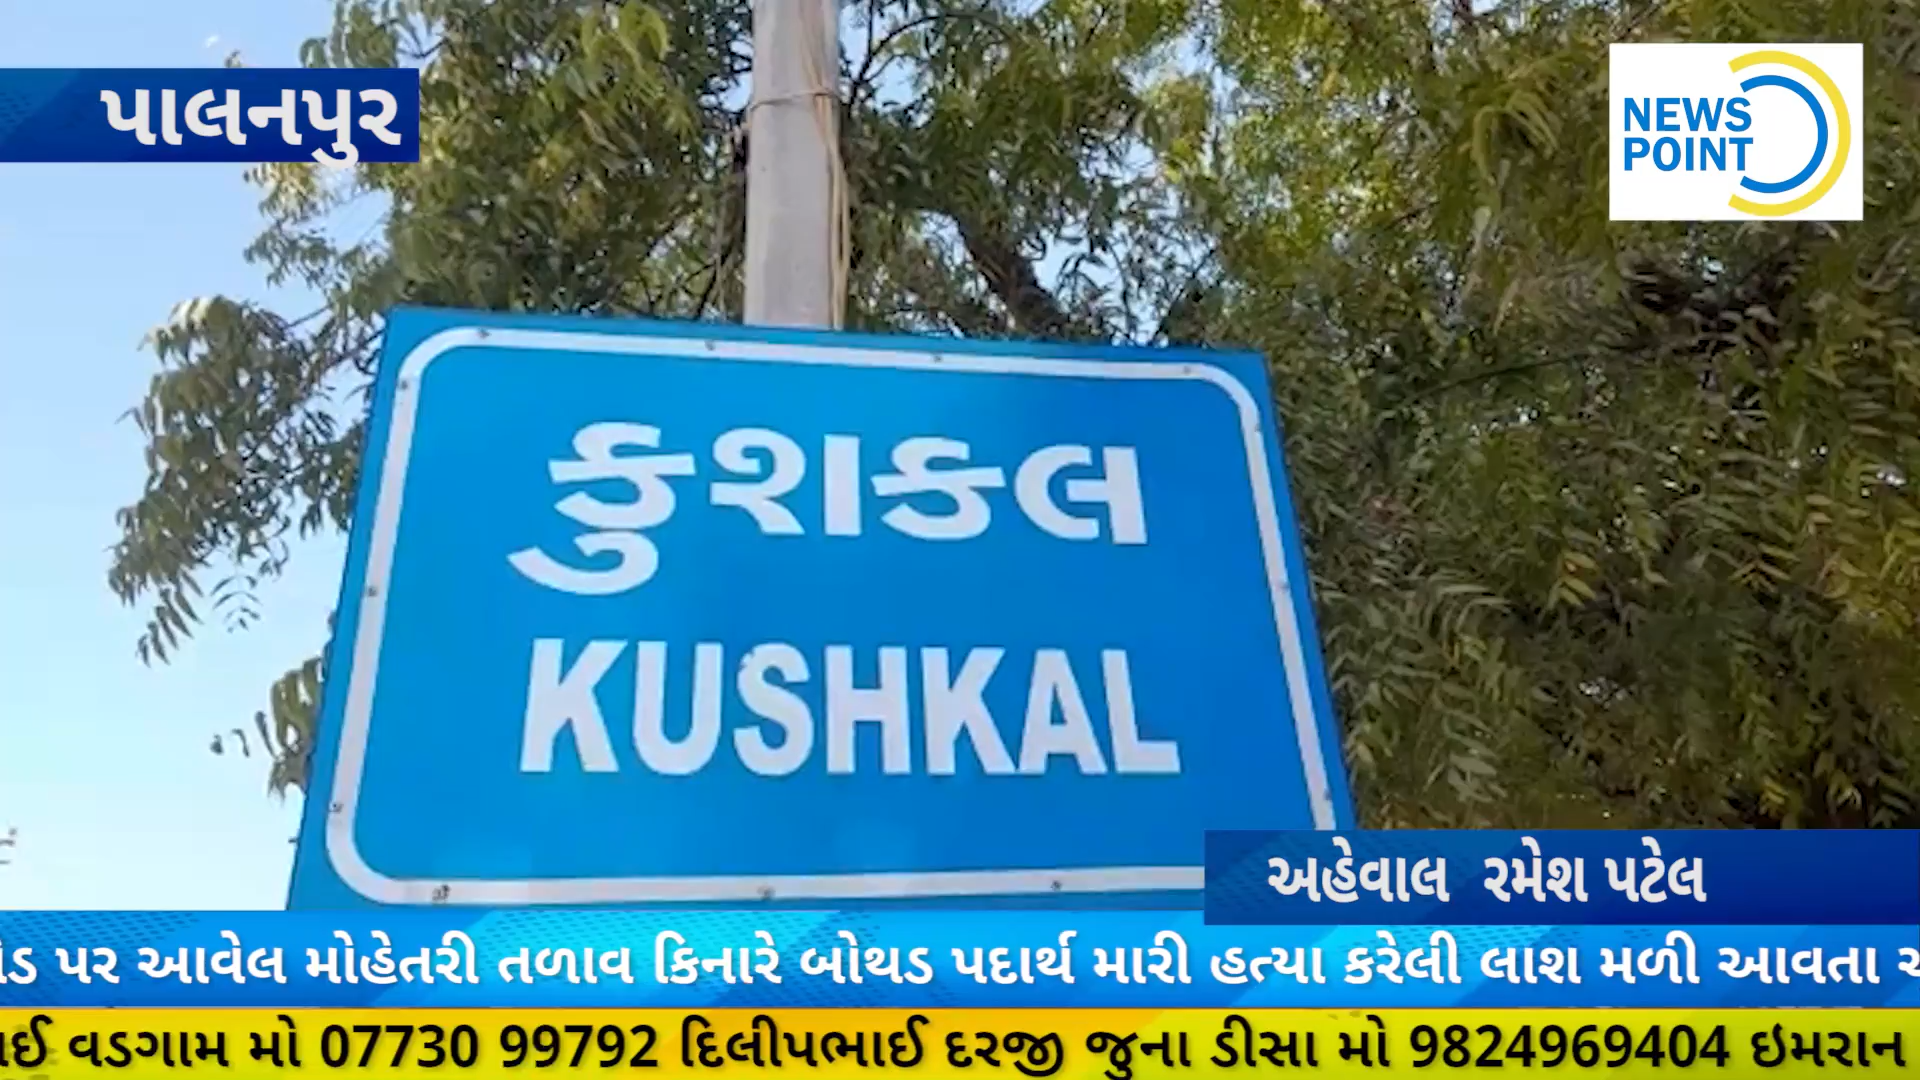 પાલનપુર
NEWS
POINT
કુશકલ
KUSHKAL
અહેવાલ રમેશ પટેલ
પર આવેલ મોહેતરી તળાવ કિનારે બોથડ પદાર્થ મારી હત્યા કરેલી લાશ મળી આવતા
વડગામ મો 07730 99792 દિલીપભાઈ દરજી જુના ડીસા મો 9824969404 ઇમરાન